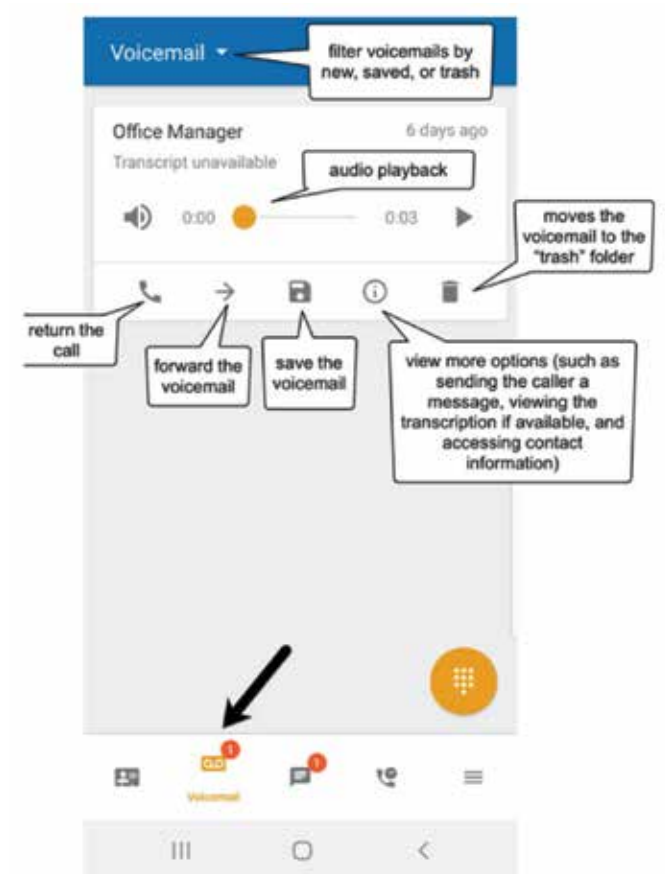 Voicemail
filter voicemails by
new, saved, or trash
Office Manager
6 days ago
Transcript unavailable
audio playback
0:00
0:03
moves the
voicemail to the
"trash" folder
return the
call
forward the
voicemail
save the
voicemail
view more options (such as
sending the caller a
message, viewing the
transcription if available, and
accessing contact
information)
1
1
Voicemail